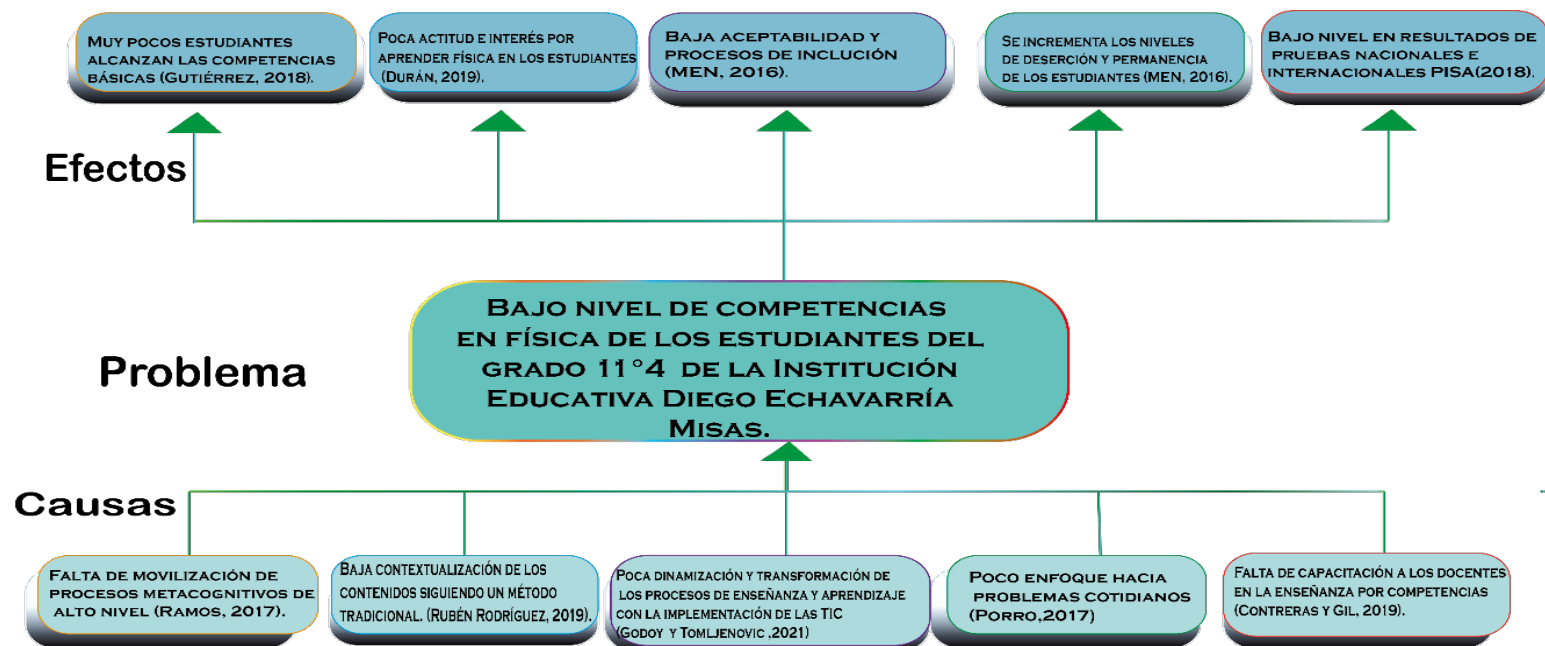 Muy pocos estudiantes
alcanzan las competencias
básicas (Gutiérrez, 2018).
Poca actitud e interés por
aprender física en los estudiantes
(Durán, 2019).
Baja aceptabilidad y
procesos de inclusión
(MEN, 2016).
Se incrementa los niveles
de deserción y permanencia
de los estudiantes (MEN, 2016).
Bajo nivel en resultados de
pruebas nacionales e
internacionales PISA(2018).
Efectos
Bajo nivel de competencias
en física de los estudiantes del
grado 11°4 de la Institución
Educativa Diego Echavarría
Misas.
Problema
Causas
Falta de movilización de
procesos metacognitivos de
alto nivel (Ramos, 2017).
Baja contextualización de los
contenidos siguiendo un método
tradicional. (Rubén Rodríguez, 2019).
Poca dinamización y transformación de
los procesos de enseñanza y aprendizaje
con la implementación de las TIC
(Godoy y Tomljenovic ,2021)
Poco enfoque hacia
problemas cotidianos
(Porro,2017)
Falta de capacitación a los docentes
en la enseñanza por competencias
(Contreras y Gil, 2019).